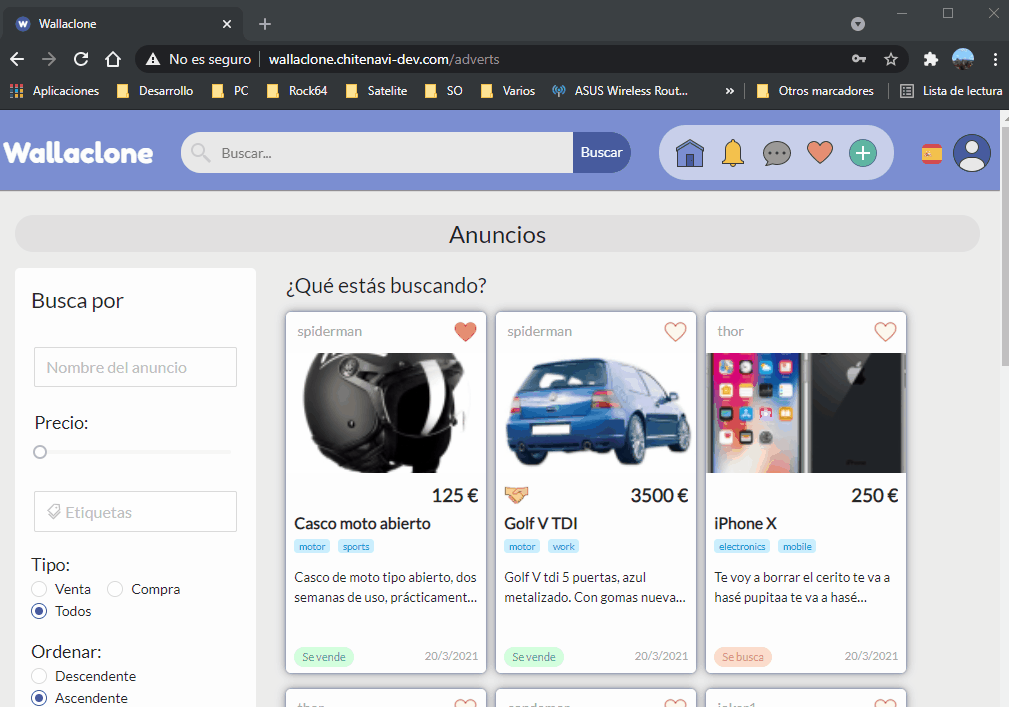 Wallaclone
No es seguro wallaclone.chitenavi-dev.com/adverts
Aplicaciones Desarrollo PC Rock64 Satelite SO Varios ASUS Wireless Rout... » Otros marcadores Lista de lectura
Wallaclone Buscar... Buscar
Anuncios
Busca por
Nombre del anuncio
Precio:
Etiquetas
Tipo:
Venta Compra
Todos
Ordenar:
Descendente
Ascendente
¿Qué estás buscando?
spiderman
125 €
Casco moto abierto
motor sports
Casco de moto tipo abierto, dos
semanas de uso, prácticament...
Se vende 20/3/2021
spiderman
3500 €
Golf V TDI
motor work
Golf V tdi 5 puertas, azul
metalizado. Con gomas nueva...
Se vende 20/3/2021
thor
250 €
iPhone X
electronics mobile
Te voy a borrar el cerito te va a
hasé pupitaa te va a hasé...
Se busca 20/3/2021